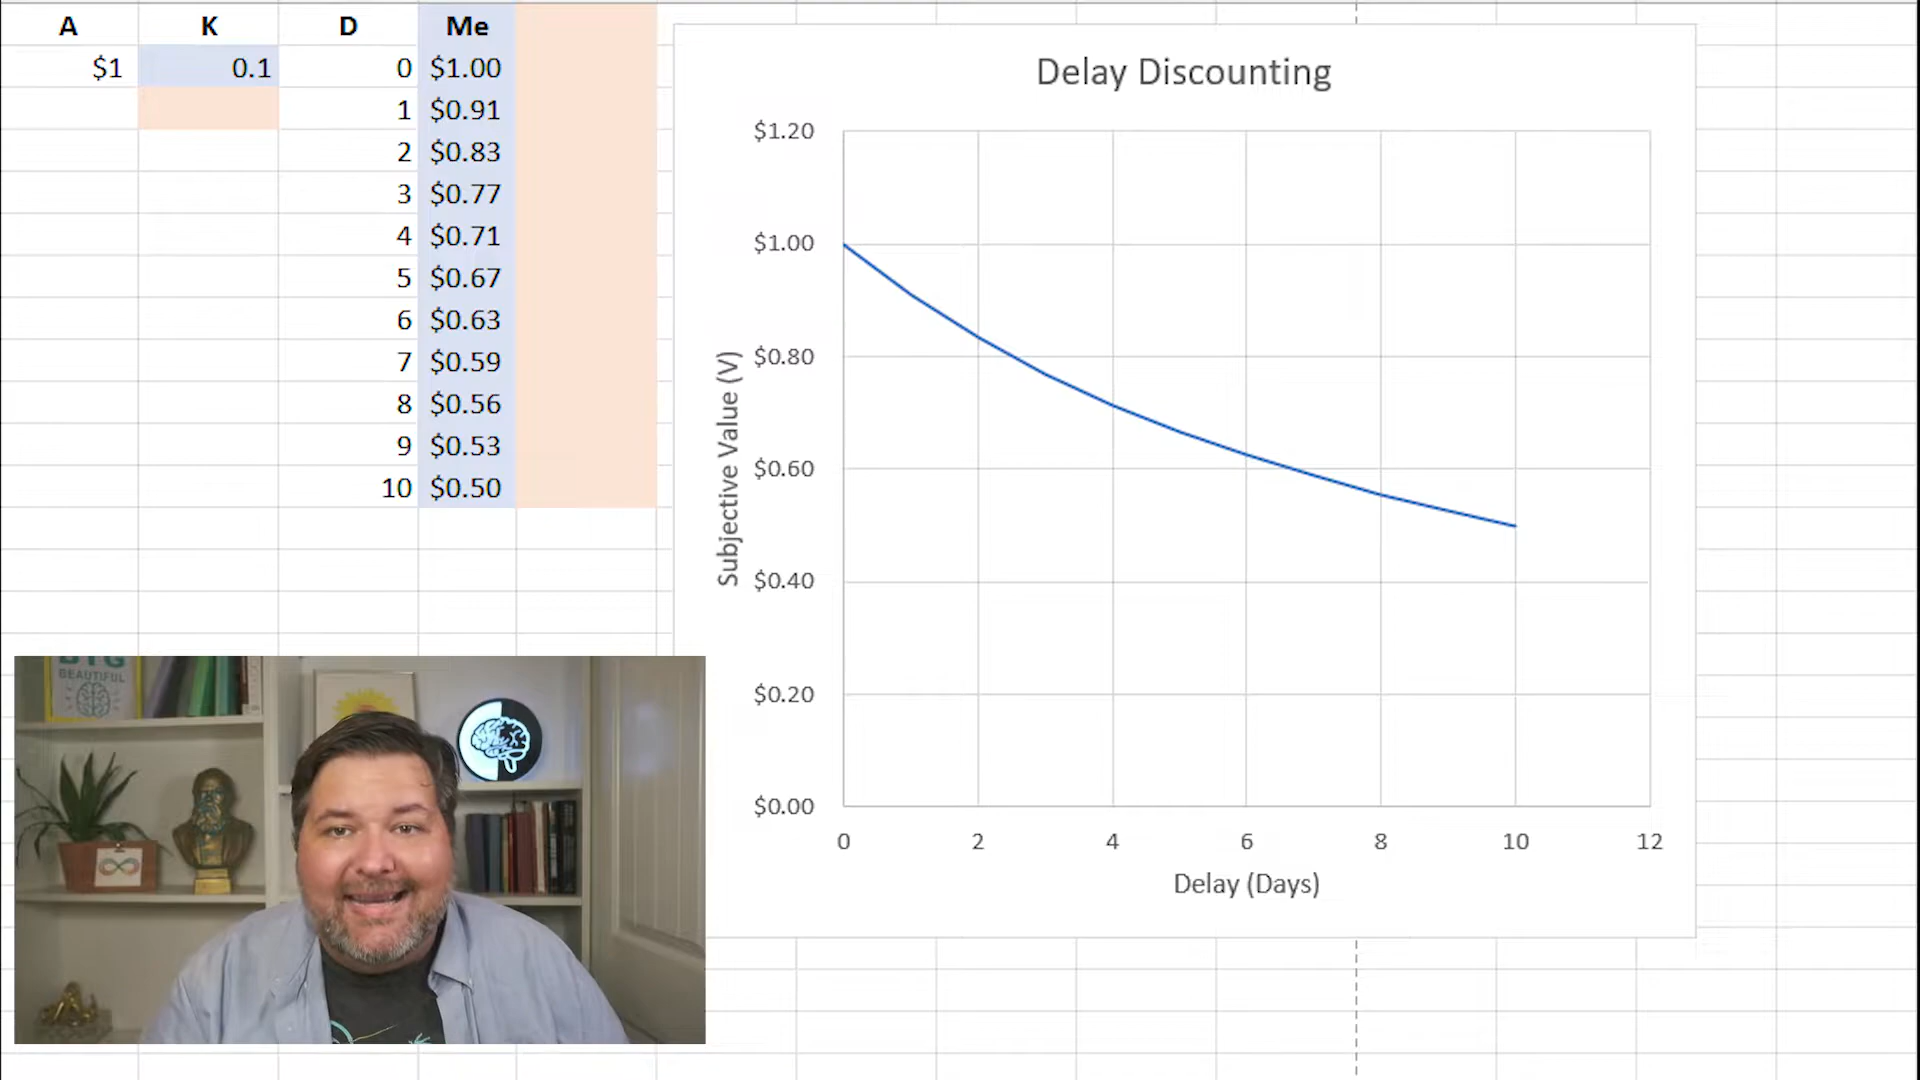 A K D Me
$1 0.1 0 $1.00
1 $0.91
2 $0.83
3 $0.77
4 $0.71
5 $0.67
6 $0.63
7 $0.59
8 $0.56
9 $0.53
10 $0.50
Delay Discounting
$1.20
$1.00
$0.80
$0.60
$0.40
$0.20
$0.00
Subjective Value (V)
0 2 4 6 8 10 12
Delay (Days)
BIG
BEAUTIFUL